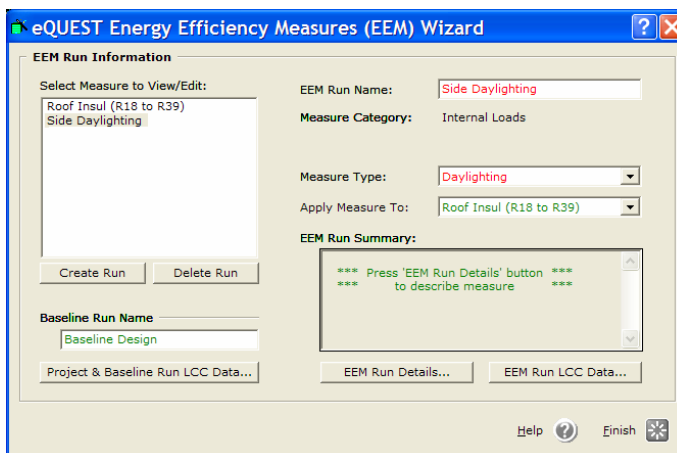 eQUEST Energy Efficiency Measures (EEM) Wizard
EEM Run Information
Select Measure to View/Edit:
Roof Insul (R18 to R39)
Side Daylighting
Create Run
Delete Run
Baseline Run Name
Baseline Design
Project & Baseline Run LCC Data...
EEM Run Name:
Side Daylighting
Measure Category:
Internal Loads
Measure Type:
Daylighting
Apply Measure To:
Roof Insul (R18 to R39)
EEM Run Summary:
*** Press 'EEM Run Details' button ***
*** to describe measure ***
EEM Run Details...
EEM Run LCC Data...
Help ?
Finish